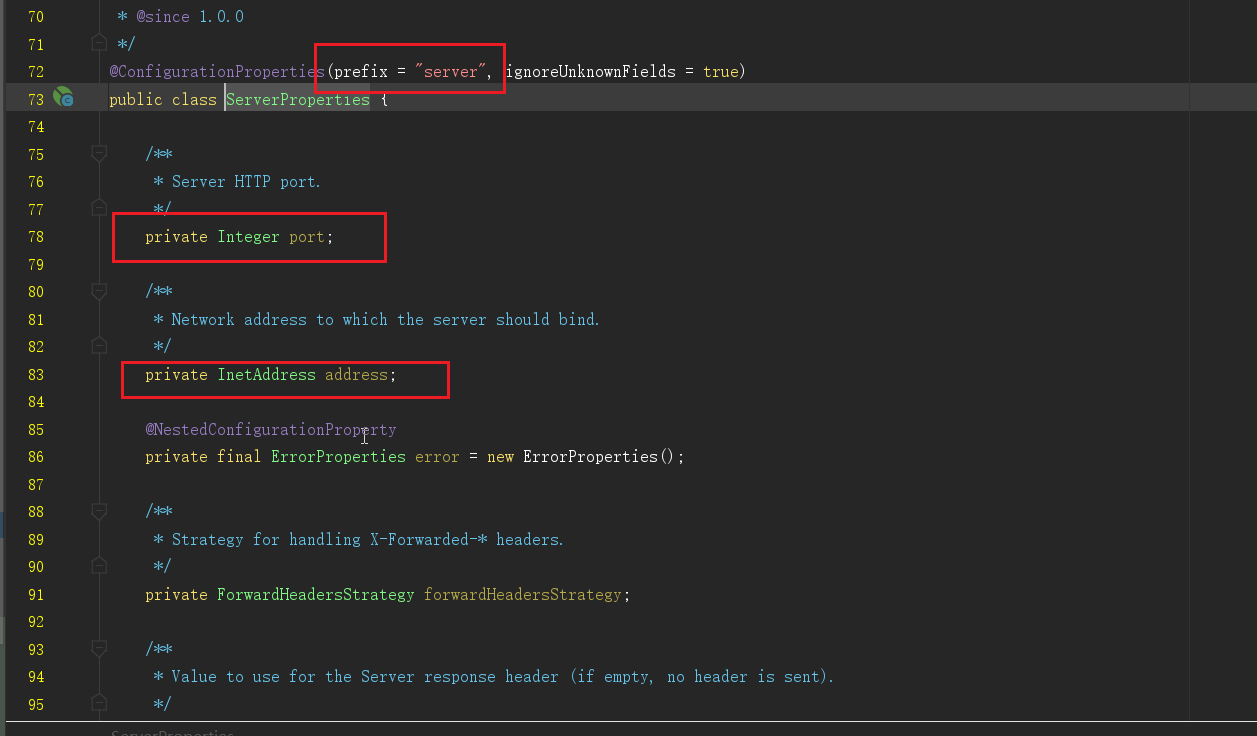 70 * @since 1.0.0
71 */
72 @ConfigurationProperties(prefix = "server", ignoreUnknownFields = true)
73 public class ServerProperties {
74
75 /**
76 * Server HTTP port.
77 */
78 private Integer port;
79
80 /**
81 * Network address to which the server should bind.
82 */
83 private InetAddress address;
84
85 @NestedConfigurationProperty
86 private final ErrorProperties error = new ErrorProperties();
87
88 /**
89 * Strategy for handling X-Forwarded-* headers.
90 */
91 private ForwardHeadersStrategy forwardHeadersStrategy;
92
93 /**
94 * Value to use for the Server response header (if empty, no header is sent).
95 */
ServerProperties